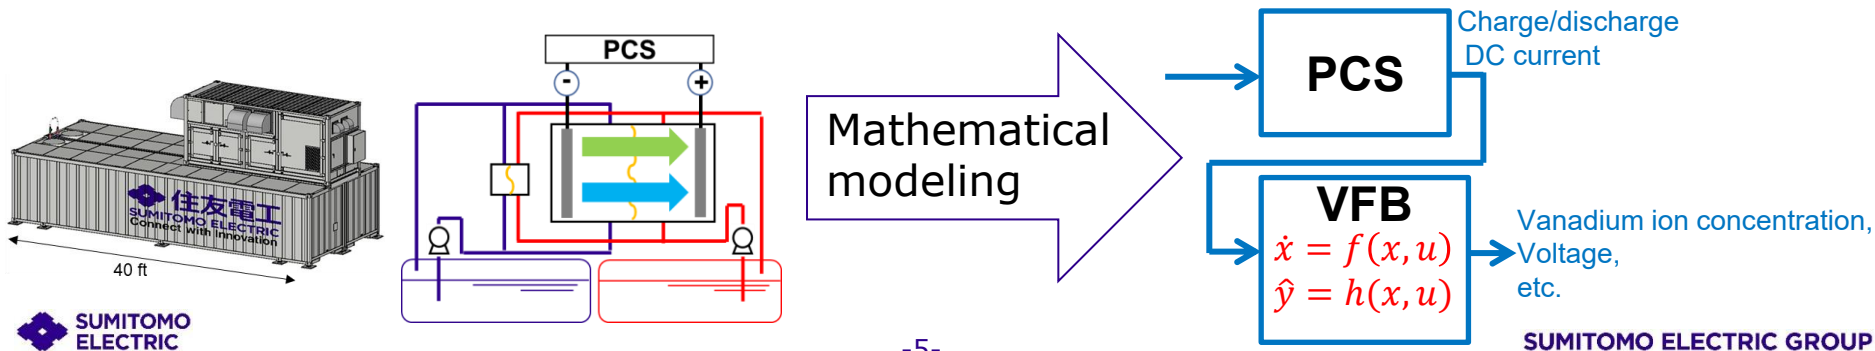 住友電工
SUMITOMO ELECTRIC
Connect with Innovation
40 ft
SUMITOMO
ELECTRIC
PCS
-
+
Mathematical
modeling
PCS
Charge/discharge
DC current
VFB
ẋ = f(x, u)
ŷ = h(x, u)
Vanadium ion concentration,
Voltage,
etc.
-5-
SUMITOMO ELECTRIC GROUP